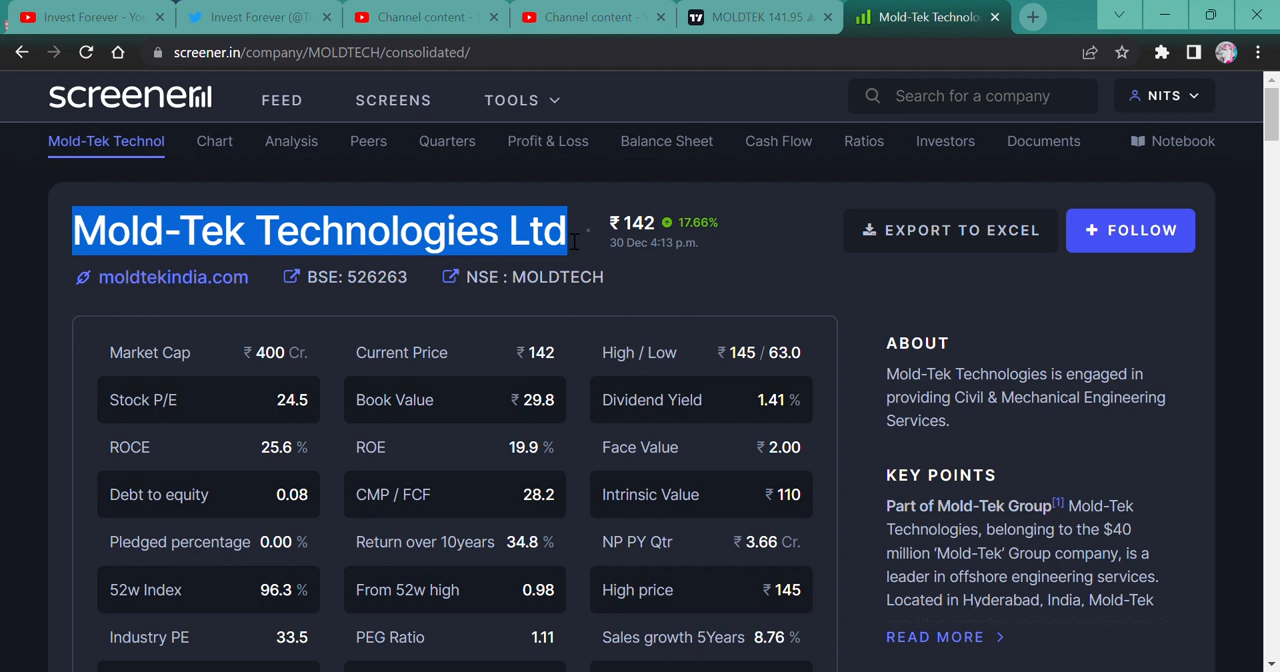 Invest Forever - You
Invest Forever (@T
Channel content -
Channel content -
MOLDTEK 141.95
Mold-Tek Technolo
screener.in/company/MOLDTECH/consolidated/
screener
FEED
SCREENS
TOOLS
Search for a company
NITS
Mold-Tek Technol
Chart
Analysis
Peers
Quarters
Profit & Loss
Balance Sheet
Cash Flow
Ratios
Investors
Documents
Notebook
Mold-Tek Technologies Ltd
₹ 142 17.66%
30 Dec 4:13 p.m.
EXPORT TO EXCEL
+ FOLLOW
moldtekindia.com
BSE: 526263
NSE : MOLDTECH
Market Cap ₹ 400 Cr.
Current Price ₹ 142
High / Low ₹ 145 / 63.0
Stock P/E 24.5
Book Value ₹ 29.8
Dividend Yield 1.41 %
ROCE 25.6 %
ROE 19.9 %
Face Value ₹ 2.00
Debt to equity 0.08
CMP / FCF 28.2
Intrinsic Value ₹ 110
Pledged percentage 0.00 %
Return over 10years 34.8 %
NP PY Qtr ₹ 3.66 Cr.
52w Index 96.3 %
From 52w high 0.98
High price ₹ 145
Industry PE 33.5
PEG Ratio 1.11
Sales growth 5Years 8.76 %
ABOUT
Mold-Tek Technologies is engaged in
providing Civil & Mechanical Engineering
Services.
KEY POINTS
Part of Mold-Tek Group[1] Mold-Tek
Technologies, belonging to the $40
million 'Mold-Tek' Group company, is a
leader in offshore engineering services.
Located in Hyderabad, India, Mold-Tek
READ MORE